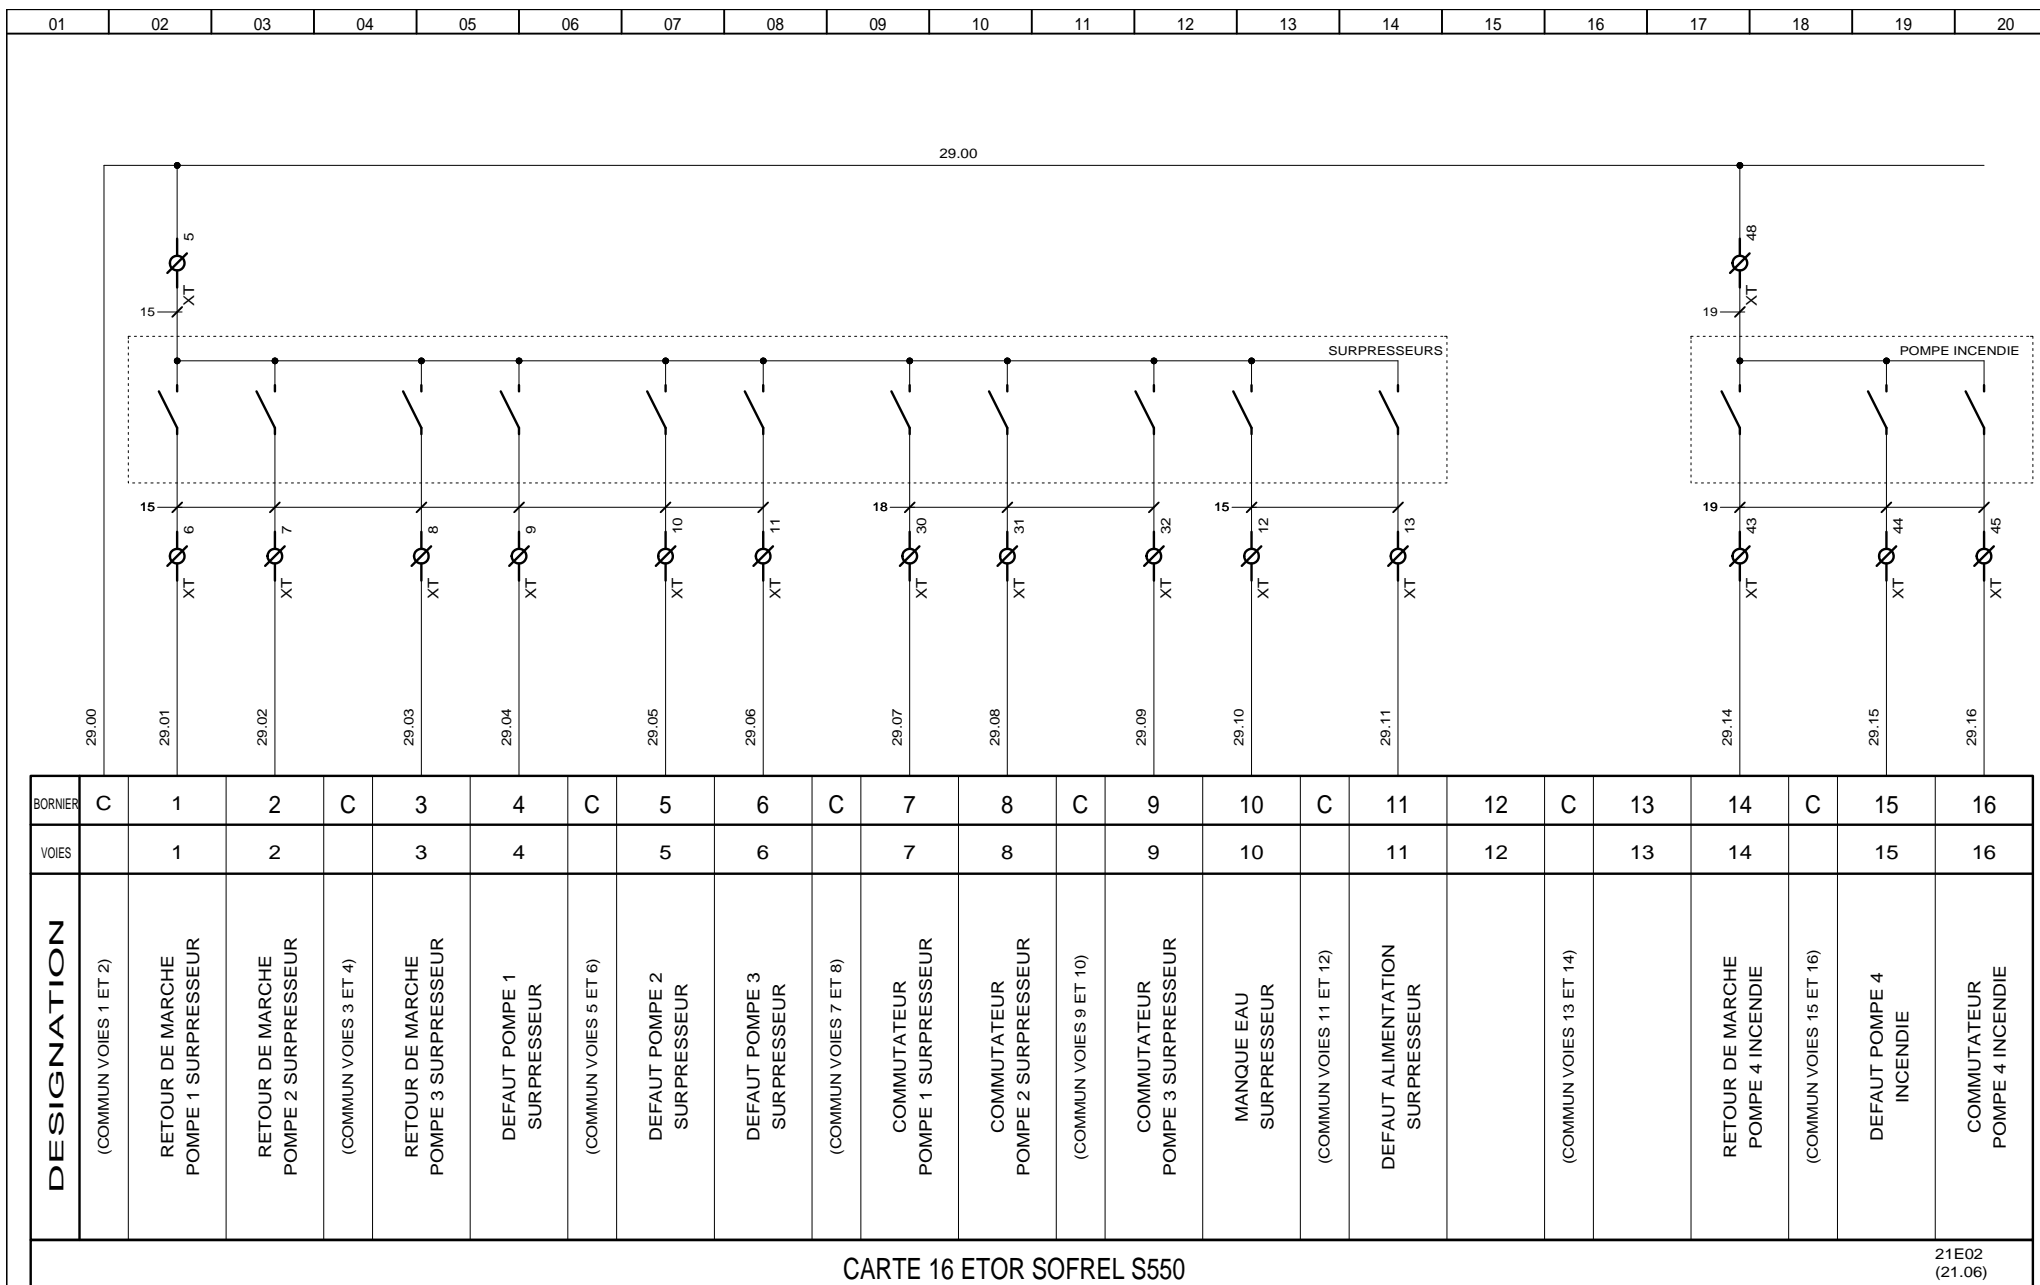 01 02 03 04 05 06 07 08 09 10 11 12 13 14 15 16 17 18 19 20
29.00
5 48
XT XT
15 19
SURPRESSEURS POMPE INCENDIE
15 18 15 19
6 7 8 9 10 11 30 31 32 12 13 43 44 45
XT XT XT XT XT XT XT XT XT XT XT XT XT XT
29.00 29.01 29.02 29.03 29.04 29.05 29.06 29.07 29.08 29.09 29.10 29.11 29.14 29.15 29.16
BORNIER C 1 2 C 3 4 C 5 6 C 7 8 C 9 10 C 11 12 C 13 14 C 15 16
VOIES 1 2 3 4 5 6 7 8 9 10 11 12 13 14 15 16
DESIGNATION
(COMMUN VOIES 1 ET 2)
RETOUR DE MARCHE
POMPE 1 SURPRESSEUR
RETOUR DE MARCHE
POMPE 2 SURPRESSEUR
(COMMUN VOIES 3 ET 4)
RETOUR DE MARCHE
POMPE 3 SURPRESSEUR
DEFAUT POMPE 1
SURPRESSEUR
(COMMUN VOIES 5 ET 6)
DEFAUT POMPE 2
SURPRESSEUR
DEFAUT POMPE 3
SURPRESSEUR
(COMMUN VOIES 7 ET 8)
COMMUTATEUR
POMPE 1 SURPRESSEUR
COMMUTATEUR
POMPE 2 SURPRESSEUR
(COMMUN VOIES 9 ET 10)
COMMUTATEUR
POMPE 3 SURPRESSEUR
MANQUE EAU
SURPRESSEUR
(COMMUN VOIES 11 ET 12)
DEFAUT ALIMENTATION
SURPRESSEUR
(COMMUN VOIES 13 ET 14)
RETOUR DE MARCHE
POMPE 4 INCENDIE
(COMMUN VOIES 15 ET 16)
DEFAUT POMPE 4
INCENDIE
COMMUTATEUR
POMPE 4 INCENDIE
CARTE 16 ETOR SOFREL S550
21E02
(21.06)